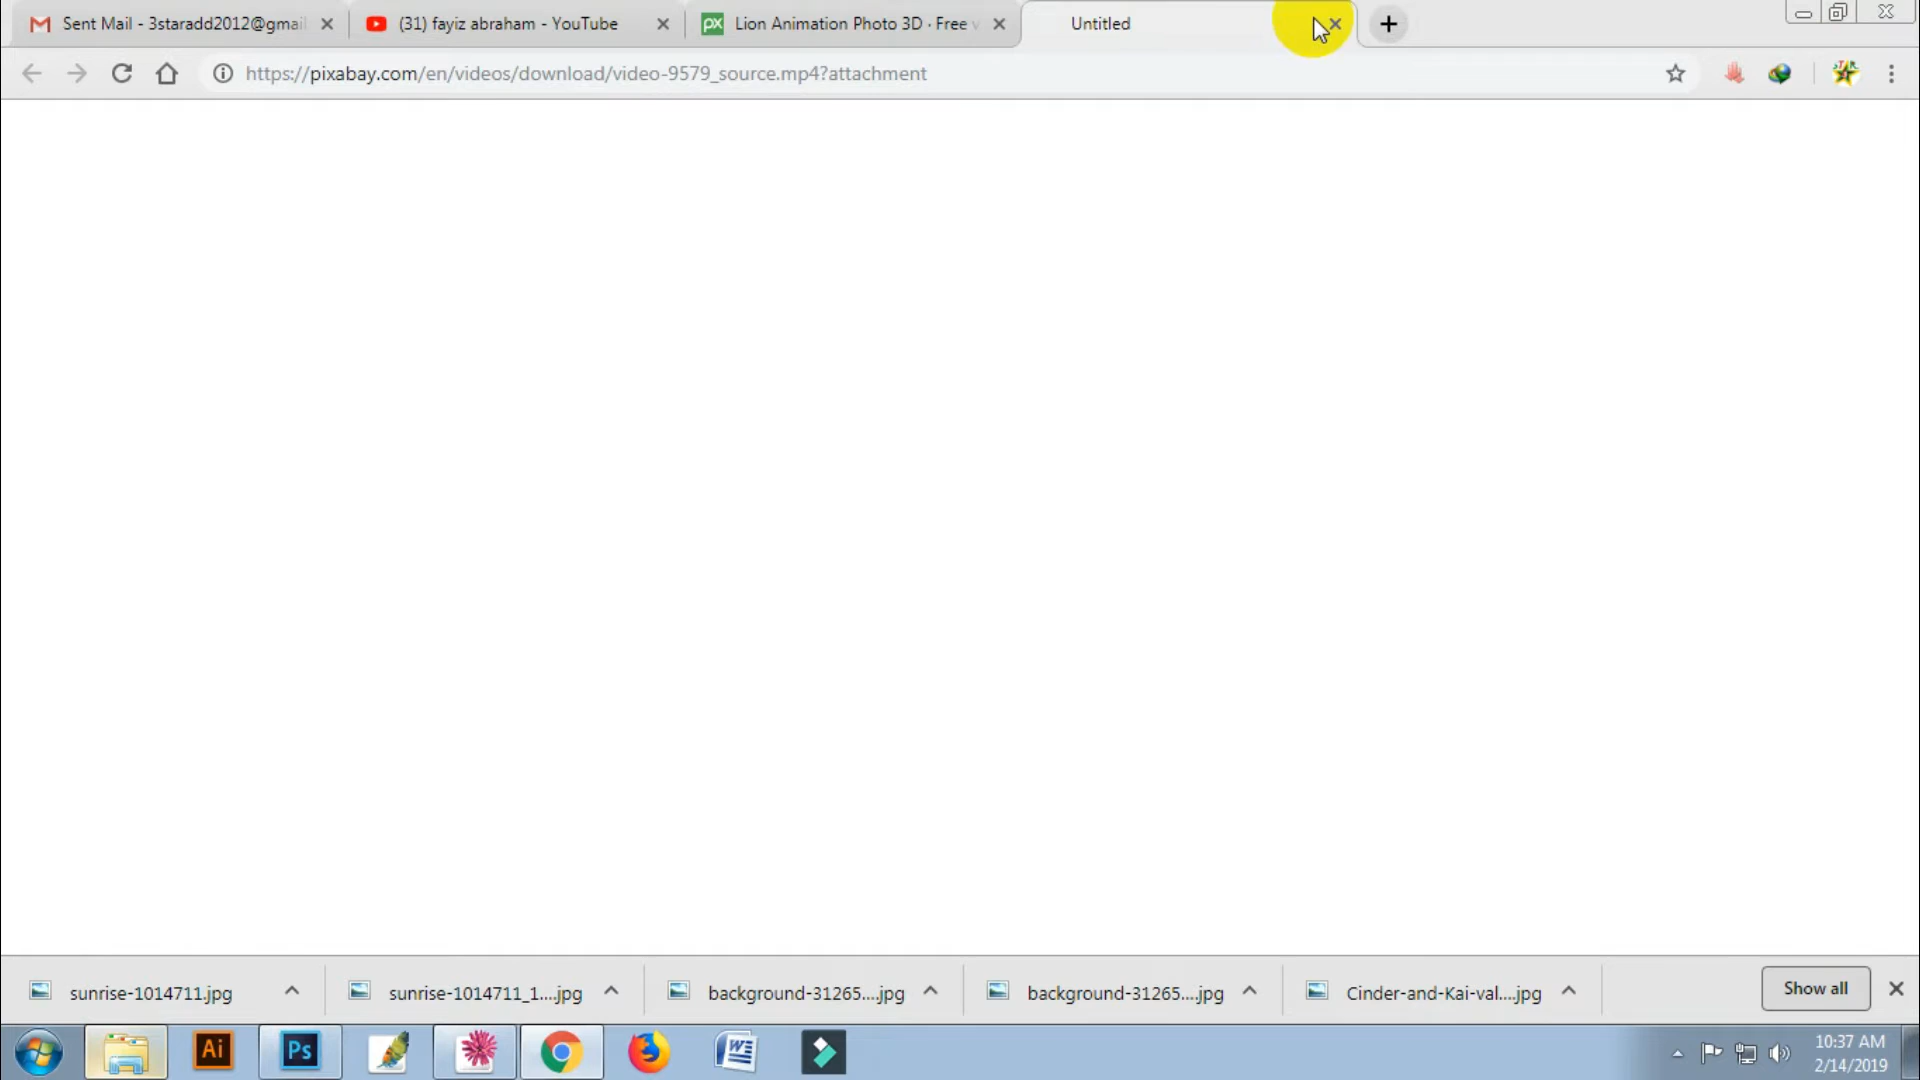 Sent Mail - 3staradd2012@gmai
(31) fayiz abraham - YouTube
px
Lion Animation Photo 3D · Free v
Untitled
https://pixabay.com/en/videos/download/video-9579_source.mp4?attachment
sunrise-1014711.jpg
sunrise-1014711_1....jpg
background-31265....jpg
background-31265....jpg
Cinder-and-Kai-val....jpg
Show all
Ai
Ps
10:37 AM
2/14/2019